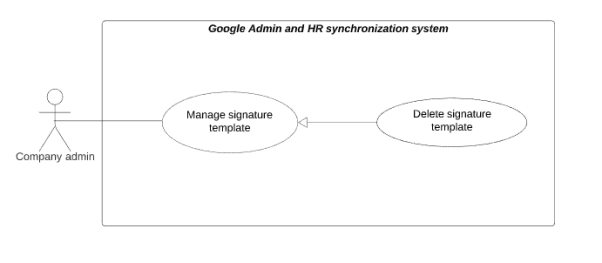 Google Admin and HR synchronization system
Manage signature
template
Delete signature
template
Company admin